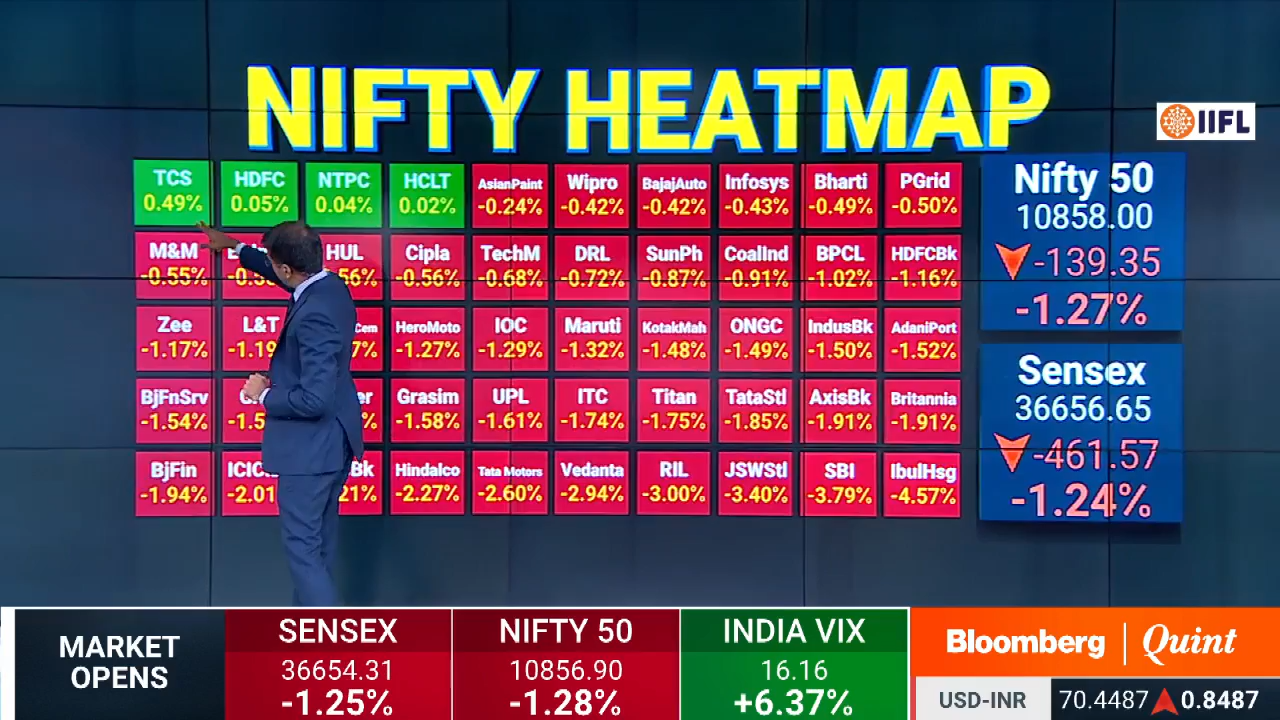 NIFTY HEATMAP
IIFL
TCS HDFC NTPC HCLT AsianPaint Wipro BajajAuto Infosys Bharti PGrid
0.49% 0.05% 0.04% 0.02% -0.24% -0.42% -0.42% -0.43% -0.49% -0.50%
M&M HUL Cipla TechM DRL SunPh CoalInd BPCL HDFCBk
-0.55% -0.56% -0.68% -0.72% -0.87% -0.91% -1.02% -1.16%
Zee L&T HeroMoto IOC Maruti KotakMah ONGC IndusBk AdaniPort
-1.17% -1.19 -1.27% -1.29% -1.32% -1.48% -1.49% -1.50% -1.52%
BjFnSrv Grasim UPL ITC Titan TataStl AxisBk Britannia
-1.54% -1.58% -1.61% -1.74% -1.75% -1.85% -1.91% -1.91%
BjFin ICIC Bk Hindalco Tata Motors Vedanta RIL JSWStl SBI IbulHsg
-1.94% -2.01 21% -2.27% -2.60% -2.94% -3.00% -3.40% -3.79% -4.57%
Nifty 50
10858.00
-139.35
-1.27%
Sensex
36656.65
-461.57
-1.24%
MARKET
OPENS
SENSEX
36654.31
-1.25%
NIFTY 50
10856.90
-1.28%
INDIA VIX
16.16
+6.37%
Bloomberg | Quint
USD-INR 70.4487 0.8487